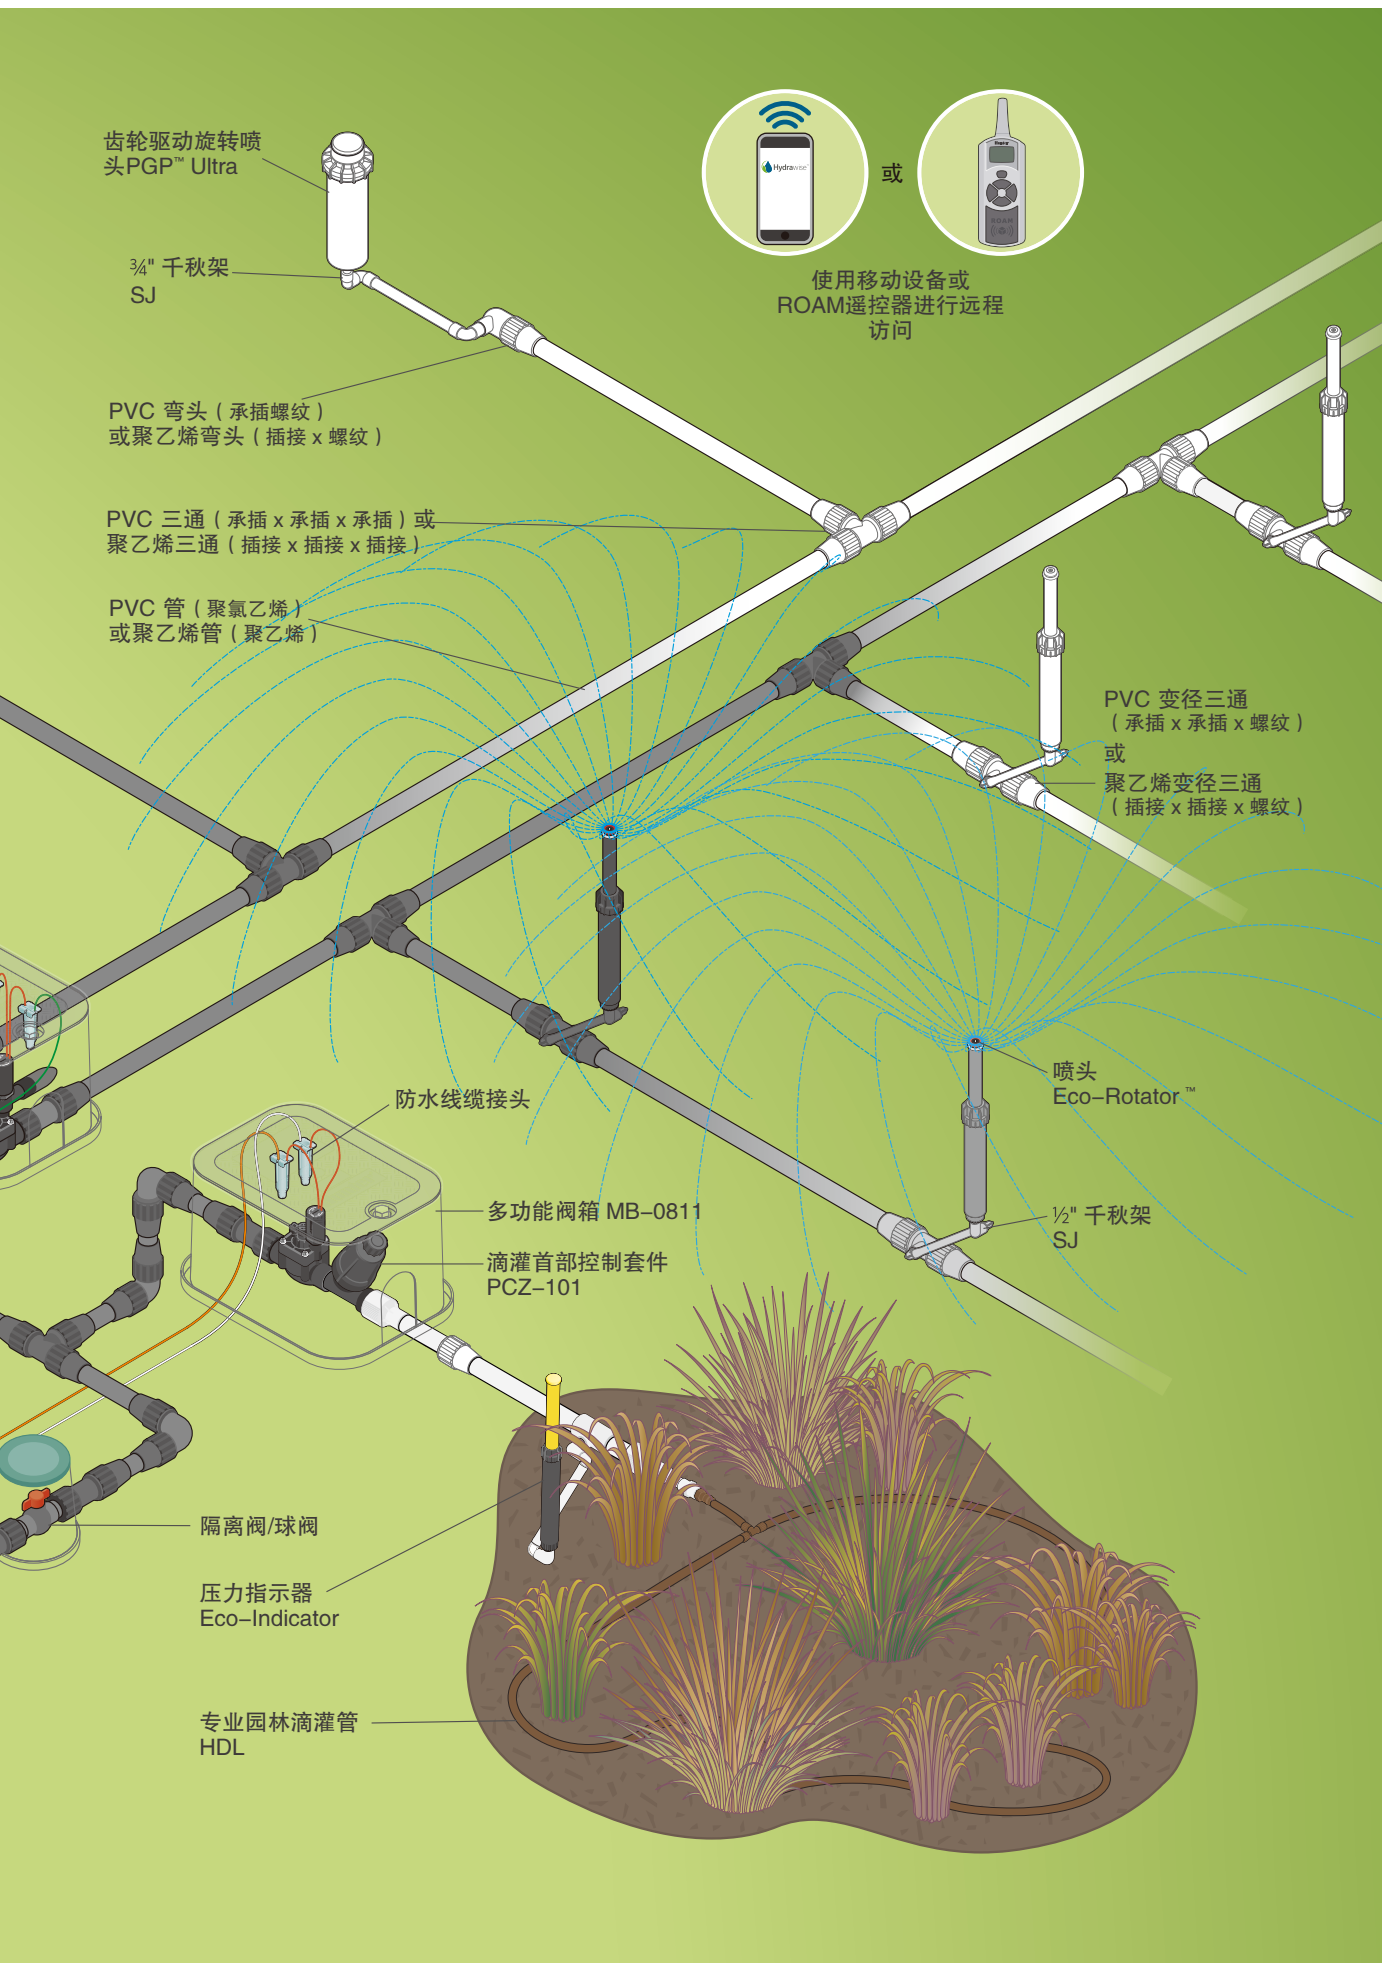 齿轮驱动旋转喷
头PGP™ Ultra
Hydrawise
或
Hunter
ROAM
¾" 千秋架
SJ
使用移动设备或
ROAM遥控器进行远程
访问
PVC 弯头（承插螺纹）
或聚乙烯弯头（插接 x 螺纹）
PVC 三通（承插 x 承插 x 承插）或
聚乙烯三通（插接 x 插接 x 插接）
PVC 管（聚氯乙烯）
或聚乙烯管（聚乙烯）
PVC 变径三通
（承插 x 承插 x 螺纹）
或
聚乙烯变径三通
（插接 x 插接 x 螺纹）
喷头
Eco–Rotator™
防水线缆接头
多功能阀箱 MB–0811
½" 千秋架
SJ
滴灌首部控制套件
PCZ–101
隔离阀/球阀
压力指示器
Eco–Indicator
专业园林滴灌管
HDL